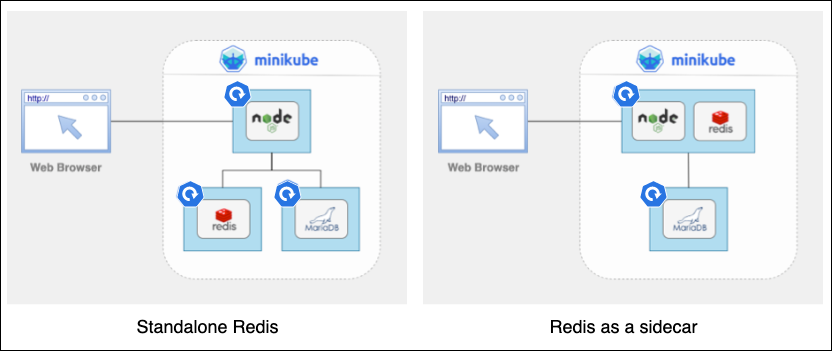 minikube
http://
node
JS
Web Browser
redis
MariaDB
Standalone Redis
minikube
http://
node
JS
redis
Web Browser
MariaDB
Redis as a sidecar